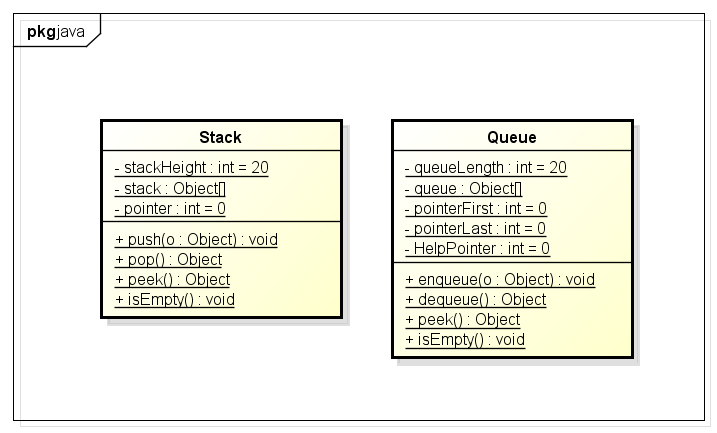 pkg java
Stack
- stackHeight : int = 20
- stack : Object[]
- pointer : int = 0
+ push(o : Object) : void
+ pop() : Object
+ peek() : Object
+ isEmpty() : void
Queue
- queueLength : int = 20
- queue : Object[]
- pointerFirst : int = 0
- pointerLast : int = 0
- HelpPointer : int = 0
+ enqueue(o : Object) : void
+ dequeue() : Object
+ peek() : Object
+ isEmpty() : void